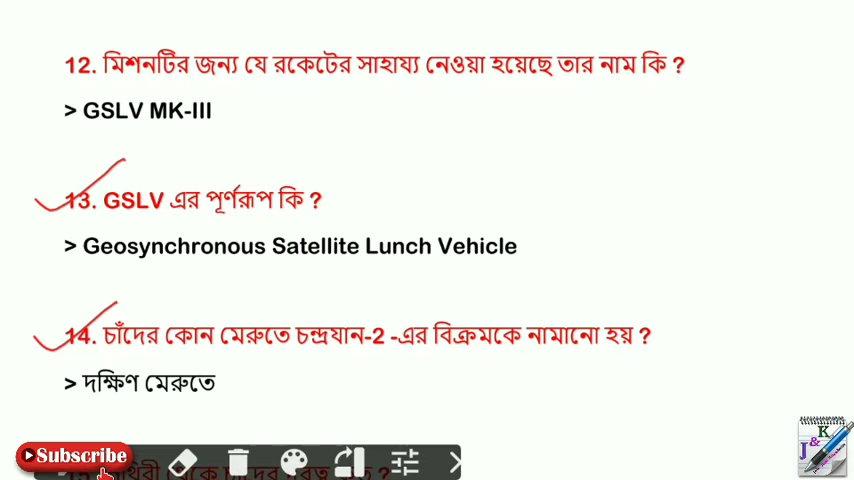 12. মিশনটির জন্য যে রকেটের সাহায্য নেওয়া হয়েছে তার নাম কি ?
> GSLV MK-III
13. GSLV এর পূর্ণরূপ কি ?
> Geosynchronous Satellite Lunch Vehicle
14. চাঁদের কোন মেরুতে চন্দ্রযান-2 -এর বিক্রমকে নামানো হয় ?
> দক্ষিণ মেরুতে
Subscribe
J&K